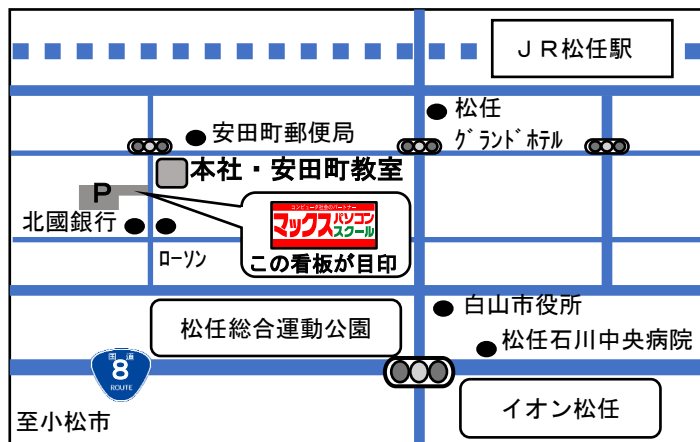 ＪＲ松任駅
松任
ｸﾞﾗﾝﾄﾞﾎﾃﾙ
安田町郵便局
本社・安田町教室
P
北國銀行
ローソン
コンピュータ社会のパートナー
マックスパソコン
スクール
この看板が目印
白山市役所
松任総合運動公園
松任石川中央病院
国道
8
ROUTE
イオン松任
至小松市